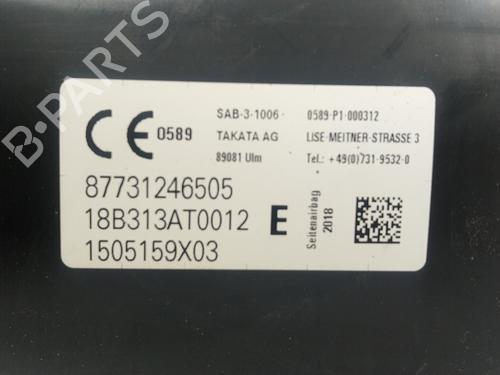 CE 0589
SAB-3-1006
TAKATA AG
89081 Ulm
0589-P1-000312
LISE-MEITNER-STRASSE 3
Tel.: +49(0)731-9532-0
87731246505
18B313AT0012
1505159X03
E
Seitenairbag
2018
B-PARTS